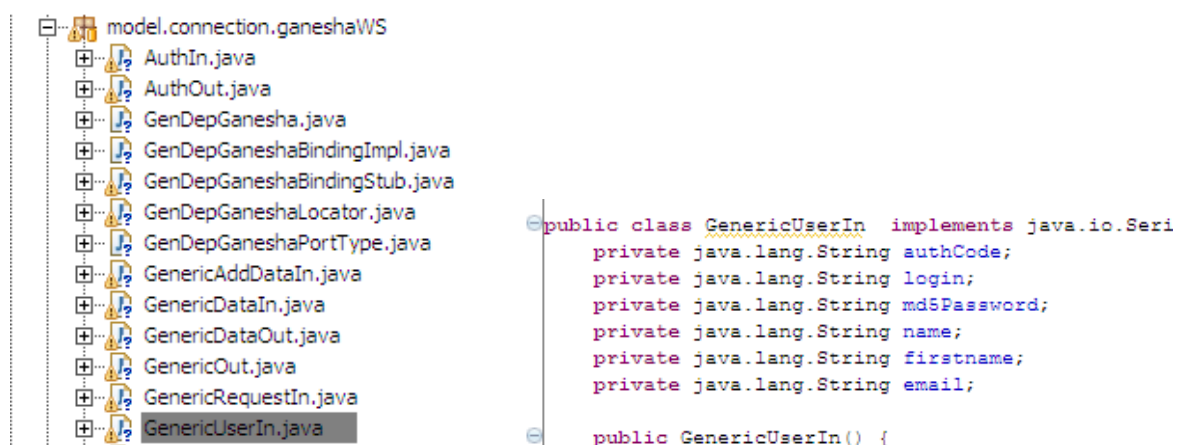 model.connection.ganeshaWS
AuthIn.java
AuthOut.java
GenDepGanesha.java
GenDepGaneshaBindingImpl.java
GenDepGaneshaBindingStub.java
GenDepGaneshaLocator.java
GenDepGaneshaPortType.java
GenericAddDataIn.java
GenericDataIn.java
GenericDataOut.java
GenericOut.java
GenericRequestIn.java
GenericUserIn.java
public class GenericUserIn  implements java.io.Seri
    private java.lang.String authCode;
    private java.lang.String login;
    private java.lang.String md5Password;
    private java.lang.String name;
    private java.lang.String firstname;
    private java.lang.String email;
    public GenericUserIn() {